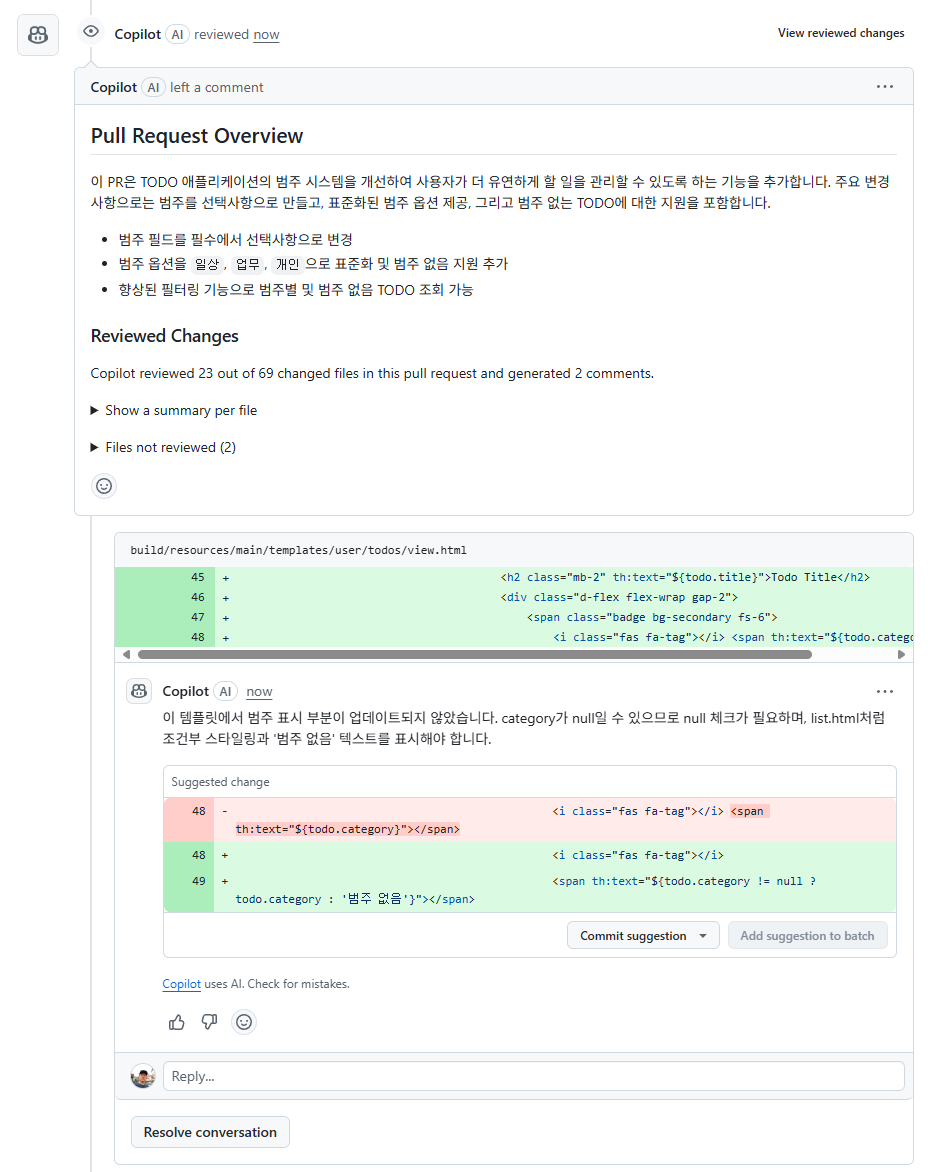 Copilot AI reviewed now
View reviewed changes
Copilot AI left a comment
Pull Request Overview
이 PR은 TODO 애플리케이션의 범주 시스템을 개선하여 사용자가 더 유연하게 할 일을 관리할 수 있도록 하는 기능을 추가합니다. 주요 변경
사항으로는 범주를 선택사항으로 만들고, 표준화된 범주 옵션 제공, 그리고 범주 없는 TODO에 대한 지원을 포함합니다.
• 범주 필드를 필수에서 선택사항으로 변경
• 범주 옵션을 일상, 업무, 개인 으로 표준화 및 범주 없음 지원 추가
• 향상된 필터링 기능으로 범주별 및 범주 없음 TODO 조회 가능
Reviewed Changes
Copilot reviewed 23 out of 69 changed files in this pull request and generated 2 comments.
Show a summary per file
Files not reviewed (2)
build/resources/main/templates/user/todos/view.html
45 + <h2 class="mb-2" th:text="${todo.title}">Todo Title</h2>
46 + <div class="d-flex flex-wrap gap-2">
47 + <span class="badge bg-secondary fs-6">
48 + <i class="fas fa-tag"></i> <span th:text="${todo.catego
Copilot AI now
이 템플릿에서 범주 표시 부분이 업데이트되지 않았습니다. category가 null일 수 있으므로 null 체크가 필요하며, list.html처럼
조건부 스타일링과 '범주 없음' 텍스트를 표시해야 합니다.
Suggested change
48 - <i class="fas fa-tag"></i> <span
th:text="${todo.category}"></span>
48 + <i class="fas fa-tag"></i>
49 + <span th:text="${todo.category != null ?
todo.category : '범주 없음'}"></span>
Commit suggestion
Add suggestion to batch
Copilot uses AI. Check for mistakes.
Reply...
Resolve conversation